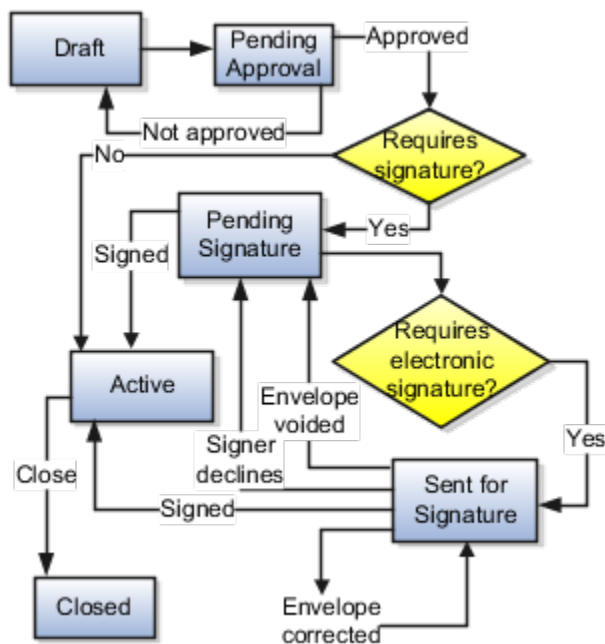 Draft
Pending
Approval
Approved
Not approved
No
Requires
signature?
Yes
Pending
Signature
Signed
Requires
electronic
signature?
Active
Envelope
voided
Signer
declines
Yes
Close
Signed
Sent for
Signature
Closed
Envelope
corrected